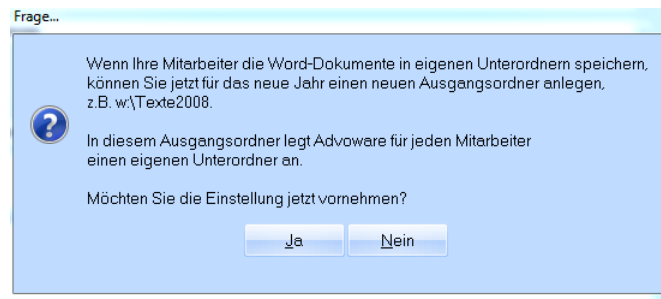 Frage...
Wenn Ihre Mitarbeiter die Word-Dokumente in eigenen Unterordnern speichern,
können Sie jetzt für das neue Jahr einen neuen Ausgangsordner anlegen,
z.B. w:\Texte2008.
In diesem Ausgangsordner legt Advoware für jeden Mitarbeiter
einen eigenen Unterordner an.
Möchten Sie die Einstellung jetzt vornehmen?
Ja Nein